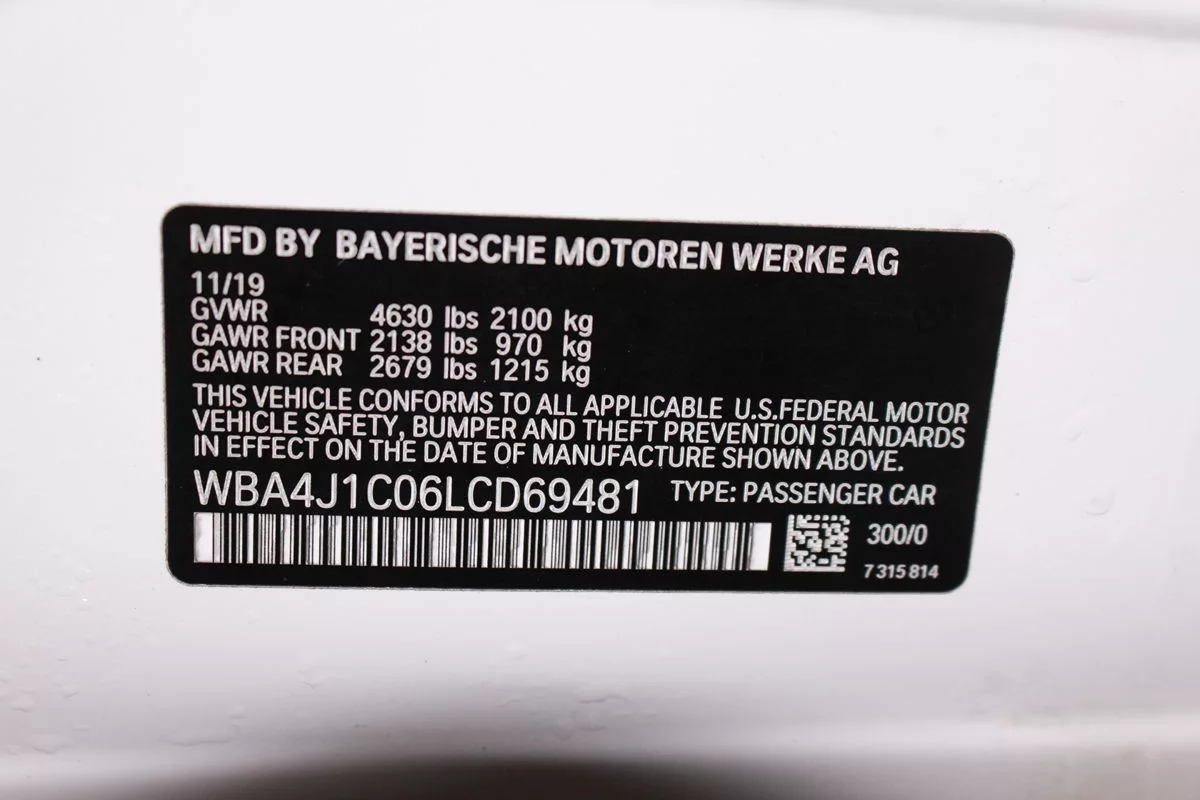 MFD BY BAYERISCHE MOTOREN WERKE AG
11/19
GVWR 4630 lbs 2100 kg
GAWR FRONT 2138 lbs 970 kg
GAWR REAR 2679 lbs 1215 kg
THIS VEHICLE CONFORMS TO ALL APPLICABLE U.S.FEDERAL MOTOR
VEHICLE SAFETY, BUMPER AND THEFT PREVENTION STANDARDS
IN EFFECT ON THE DATE OF MANUFACTURE SHOWN ABOVE.
WBA4J1C06LCD69481 TYPE: PASSENGER CAR
300/0
7 315 814